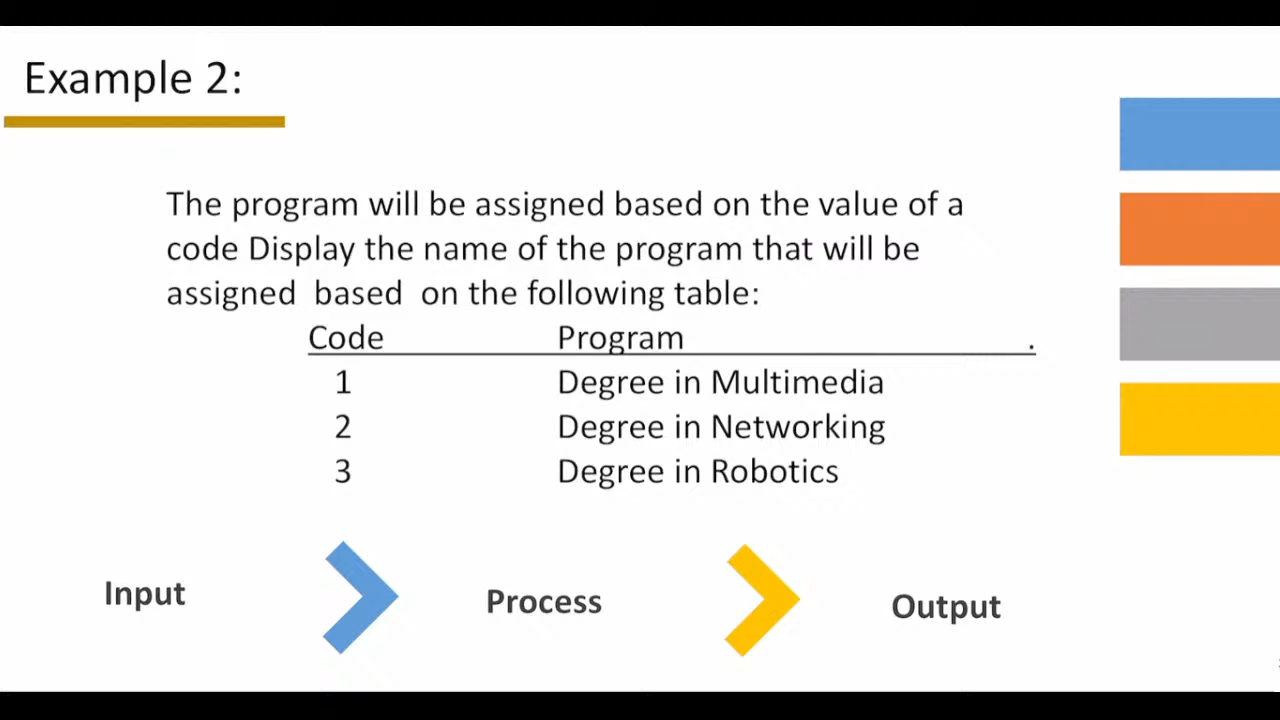 Example 2:
The program will be assigned based on the value of a
code Display the name of the program that will be
assigned based on the following table:
Code Program .
1 Degree in Multimedia
2 Degree in Networking
3 Degree in Robotics
Input Process Output